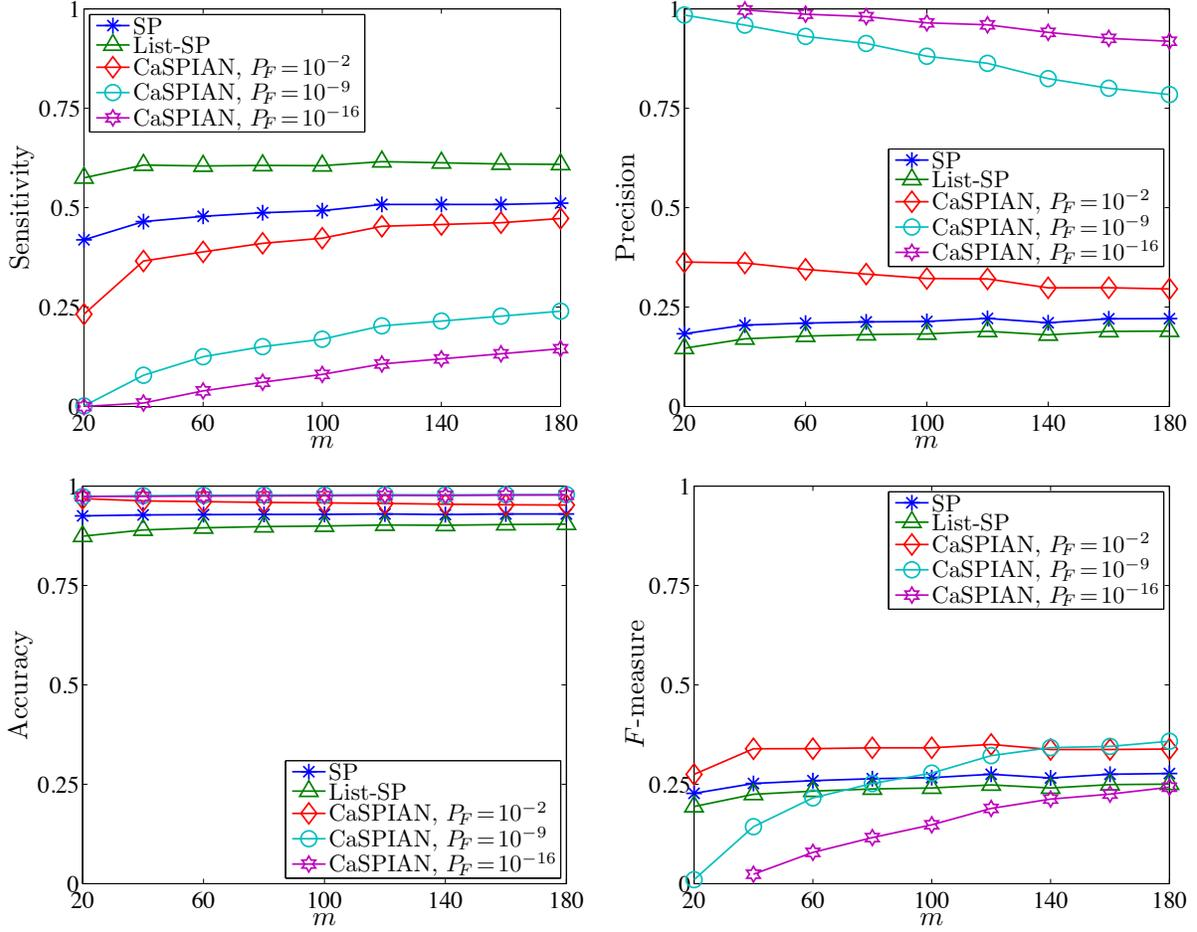 1
0.75
0.5
0.25
0
Sensitivity
SP
List-SP
CaSPIAN, P_F = 10^-2
CaSPIAN, P_F = 10^-9
CaSPIAN, P_F = 10^-16
20 60 100 140 180
m
1
0.75
0.5
0.25
0
Precision
SP
List-SP
CaSPIAN, P_F = 10^-2
CaSPIAN, P_F = 10^-9
CaSPIAN, P_F = 10^-16
20 60 100 140 180
m
1
0.75
0.5
0.25
0
Accuracy
SP
List-SP
CaSPIAN, P_F = 10^-2
CaSPIAN, P_F = 10^-9
CaSPIAN, P_F = 10^-16
20 60 100 140 180
m
1
0.75
0.5
0.25
0
F-measure
SP
List-SP
CaSPIAN, P_F = 10^-2
CaSPIAN, P_F = 10^-9
CaSPIAN, P_F = 10^-16
20 60 100 140 180
m